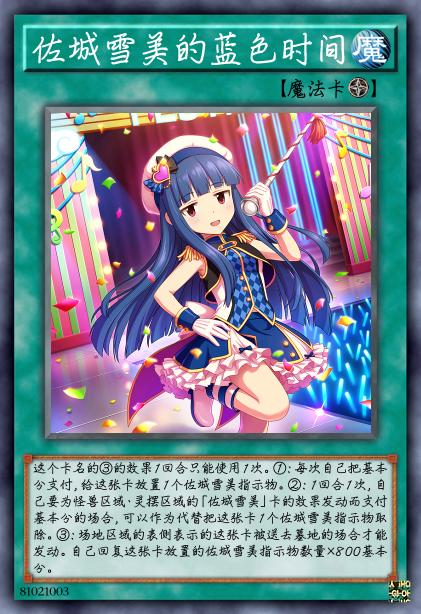 佐城雪美的蓝色时间
魔
【魔法卡】
这个卡名的③的效果1回合只能使用1次。①:每次自己把基本
分支付,给这张卡放置1个佐城雪美指示物。②:1回合1次,自
己要为怪兽区域·灵摆区域的「佐城雪美」卡的效果发动而支付
基本分的场合,可以作为代替把这张卡1个佐城雪美指示物取
除。③:场地区域的表侧表示的这张卡被送去墓地的场合才能
发动。自己回复这张卡放置的佐城雪美指示物数量×800基本
分。
81021003